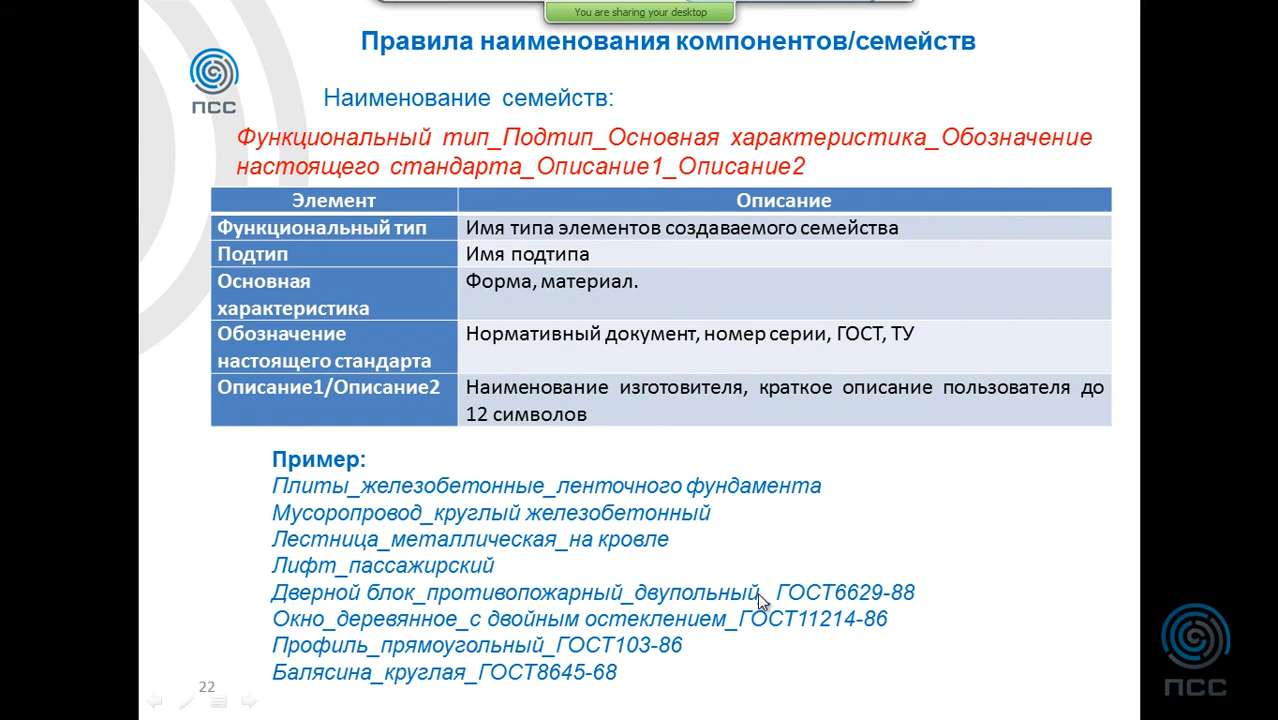 You are sharing your desktop
Правила наименования компонентов/семейств
ПСС
Наименование семейств:
Функциональный тип_Подтип_Основная характеристика_Обозначение
настоящего стандарта_Описание1_Описание2
Элемент Описание
Функциональный тип Имя типа элементов создаваемого семейства
Подтип Имя подтипа
Основная Форма, материал.
характеристика
Обозначение Нормативный документ, номер серии, ГОСТ, ТУ
настоящего стандарта
Описание1/Описание2 Наименование изготовителя, краткое описание пользователя до
12 символов
Пример:
Плиты_железобетонные_ленточного фундамента
Мусоропровод_круглый железобетонный
Лестница_металлическая_на кровле
Лифт_пассажирский
Дверной блок_противопожарный_двупольный_ ГОСТ6629-88
Окно_деревянное_с двойным остеклением_ГОСТ11214-86
Профиль_прямоугольный_ГОСТ103-86
Балясина_круглая_ГОСТ8645-68
22
ПСС